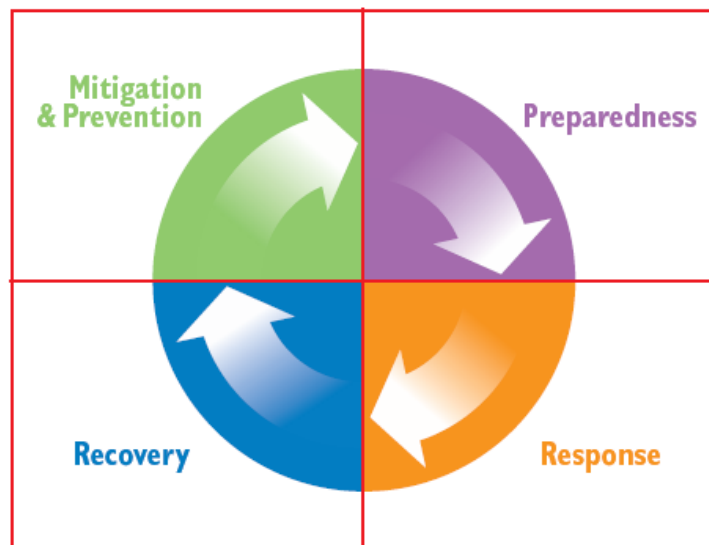 Mitigation
& Prevention
Preparedness
Recovery
Response